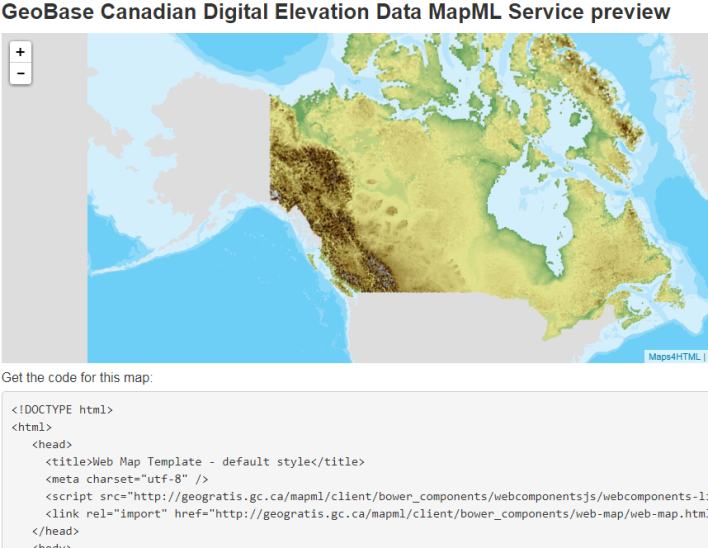 GeoBase Canadian Digital Elevation Data MapML Service preview
+
–
Maps4HTML |
Get the code for this map:
<!DOCTYPE html>
<html>
<head>
<title>Web Map Template - default style</title>
<meta charset="utf-8" />
<script src="http://geogratis.gc.ca/mapml/client/bower_components/webcomponentsjs/webcomponents-li
<link rel="import" href="http://geogratis.gc.ca/mapml/client/bower_components/web-map/web-map.html
</head>
<body>